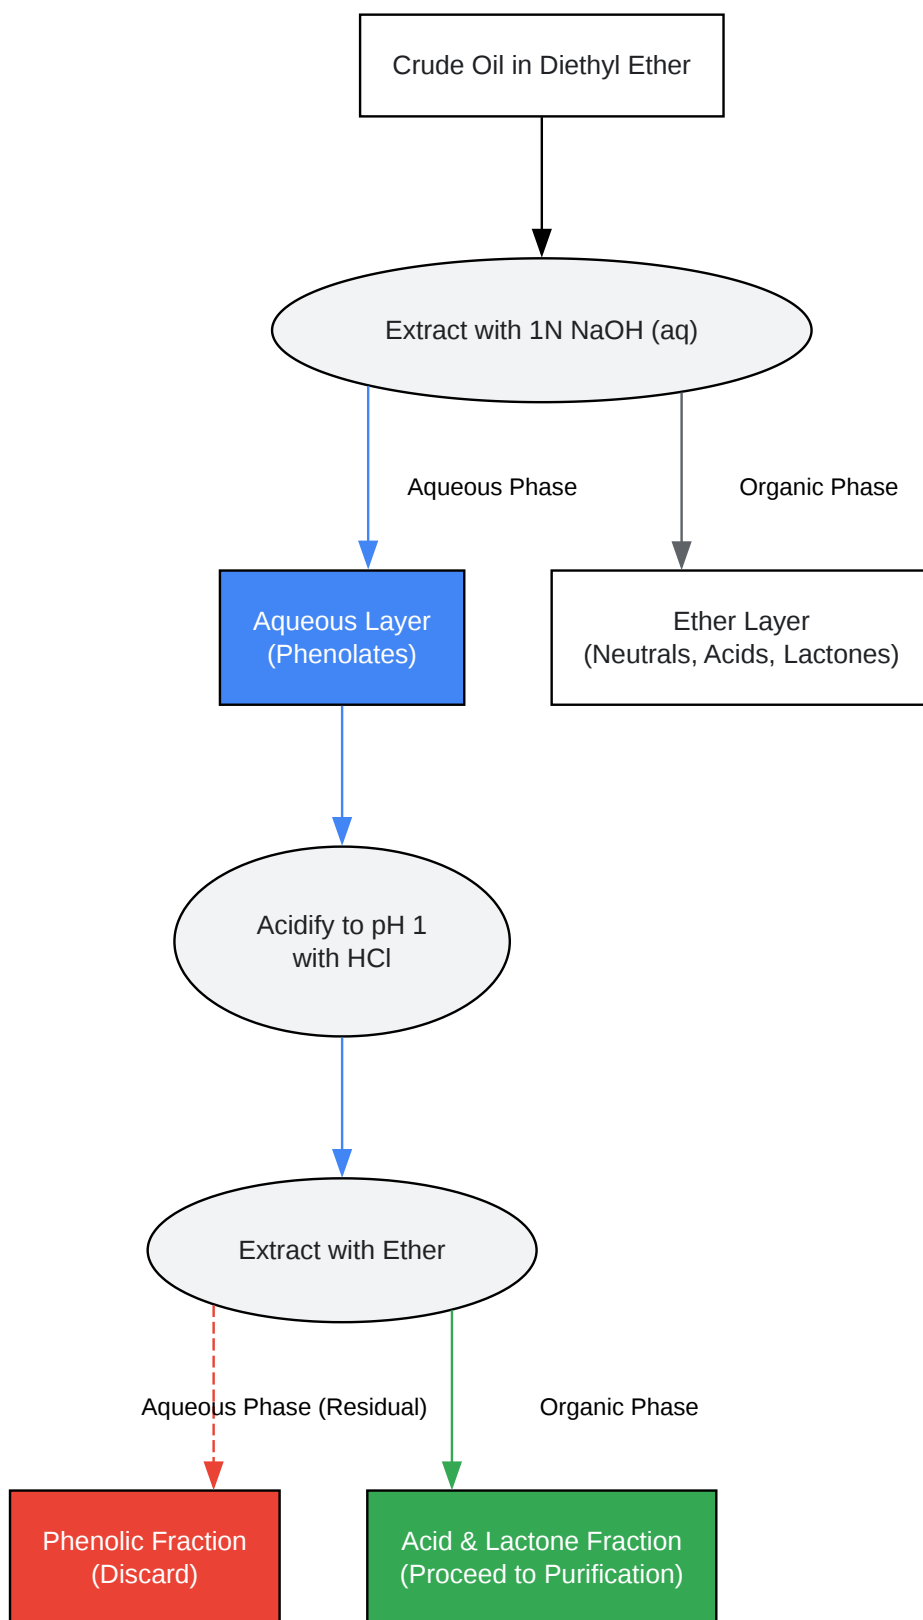 Crude Oil in Diethyl Ether
Extract with 1N NaOH (aq)
Aqueous Phase
Organic Phase
Aqueous Layer
(Phenolates)
Ether Layer
(Neutrals, Acids, Lactones)
Acidify to pH 1
with HCl
Extract with Ether
Aqueous Phase (Residual)
Organic Phase
Phenolic Fraction
(Discard)
Acid & Lactone Fraction
(Proceed to Purification)